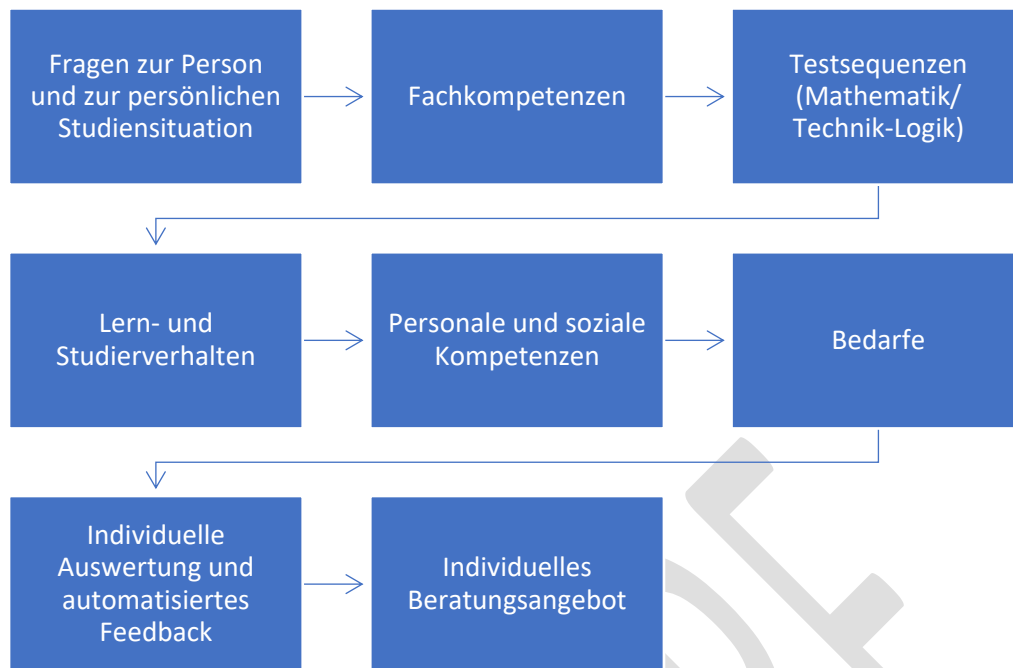 Fragen zur Person
und zur persönlichen
Studiensituation
Fachkompetenzen
Testsequenzen
(Mathematik/
Technik-Logik)
Lern- und
Studierverhalten
Personale und soziale
Kompetenzen
Bedarfe
Individuelle
Auswertung und
automatisiertes
Feedback
Individuelles
Beratungsangebot